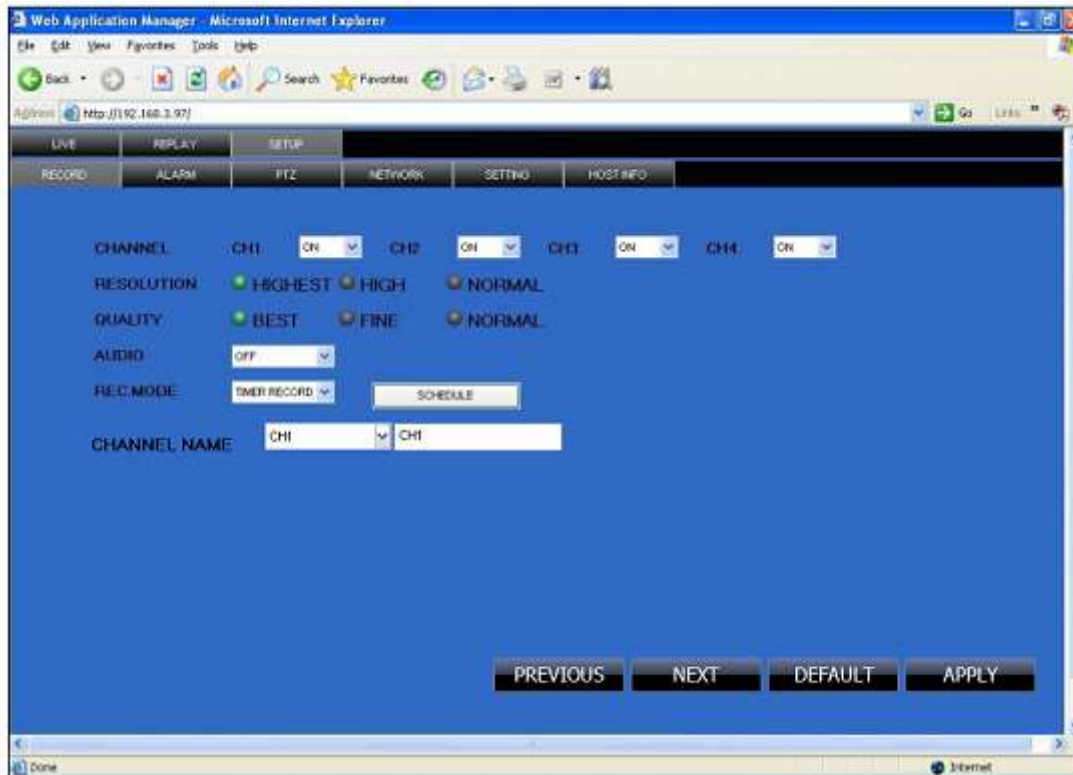 Web Application Manager - Microsoft Internet Explorer
File Edit View Favorites Tools Help
Back Search Favorites
Address http://192.168.3.97/ Go Links
LIVE REPLAY SETUP
RECORD ALARM PTZ NETWORK SETTING HOST INFO
CHANNEL CH1 ON CH2 ON CH3 ON CH4 ON
RESOLUTION HIGHEST HIGH NORMAL
QUALITY BEST FINE NORMAL
AUDIO OFF
REC.MODE TIMER RECORD SCHEDULE
CHANNEL NAME CH1 CH1
PREVIOUS NEXT DEFAULT APPLY
Done Internet